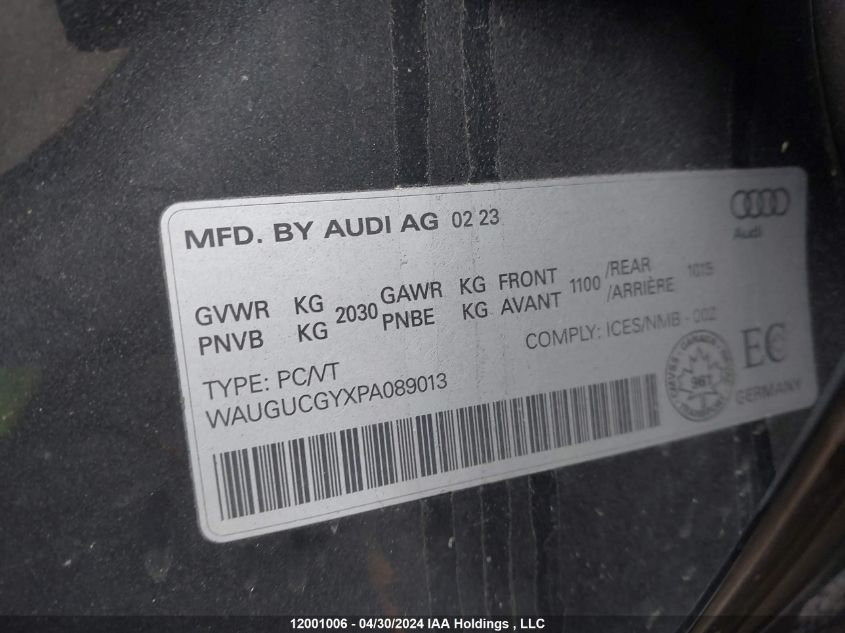 MFD. BY AUDI AG 02 23
Audi
GVWR KG 2030 GAWR KG FRONT 1100 /REAR 1015
PNVB KG PNBE KG AVANT /ARRIÈRE
COMPLY: ICES/NMB - 002
TYPE: PC/VT
WAUGUCGYXPA089013
CANADA
TRANSPORT
EC
GERMANY
12001006 - 04/30/2024 IAA Holdings , LLC